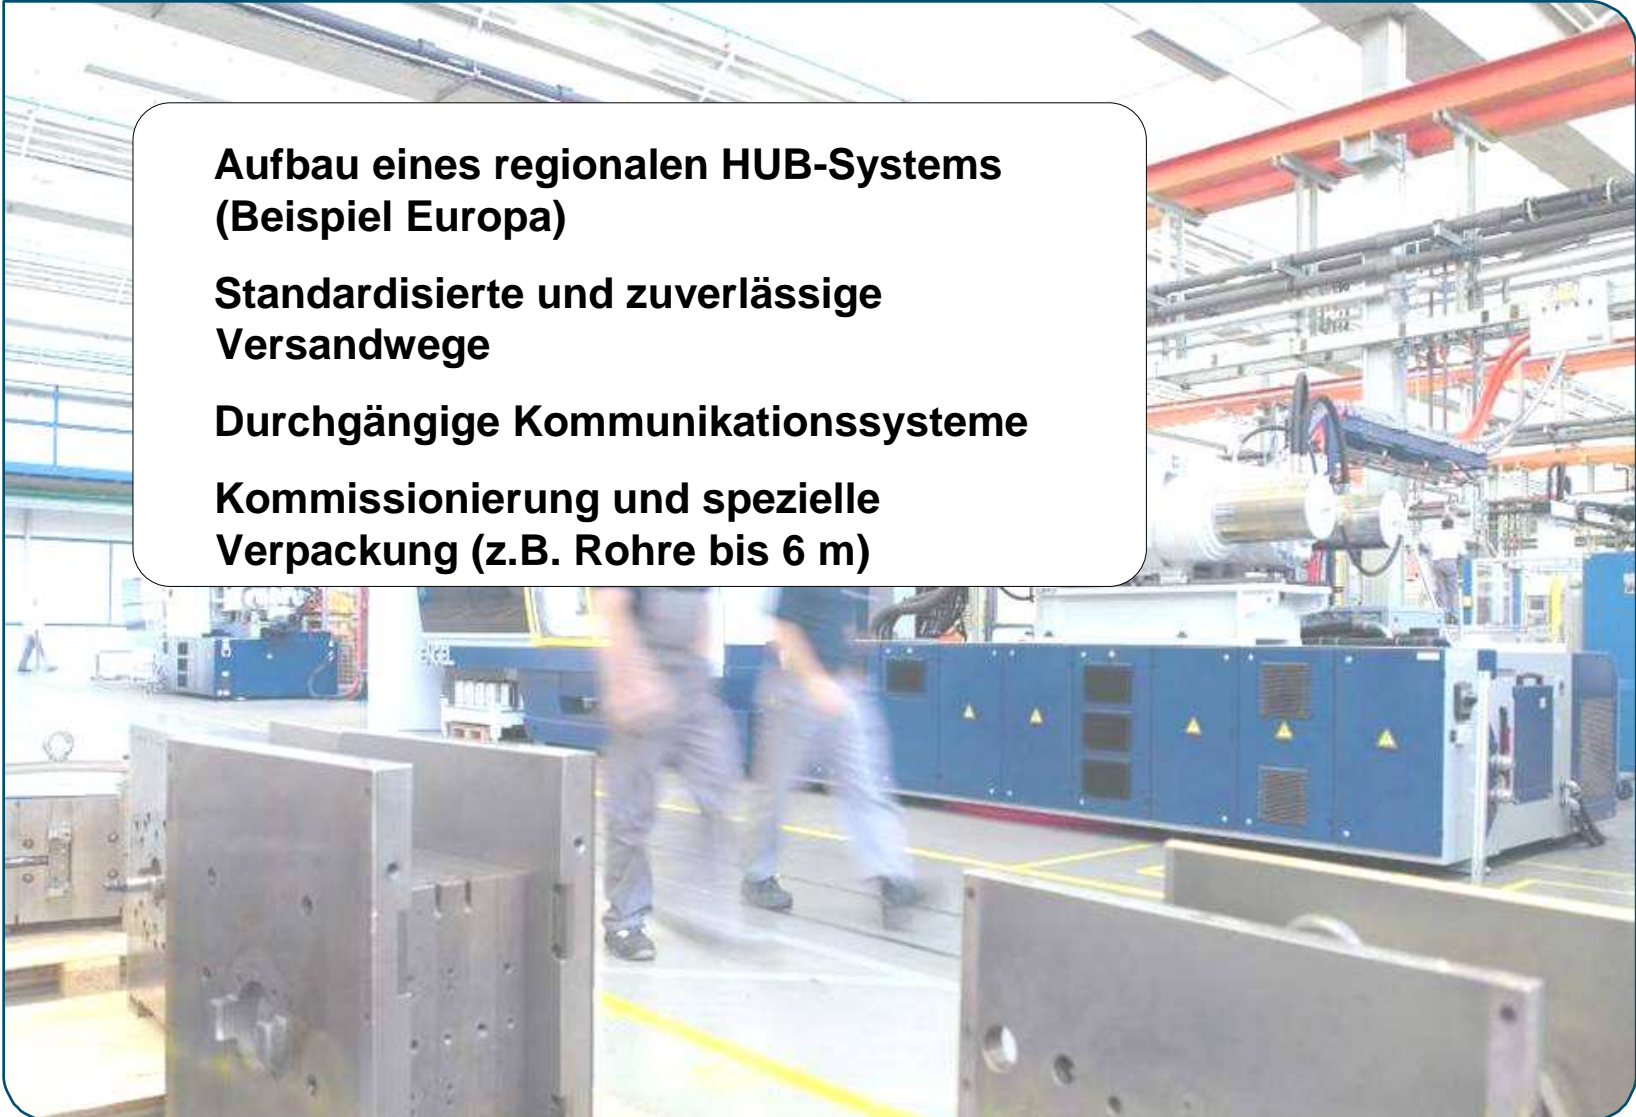 Aufbau eines regionalen HUB-Systems
(Beispiel Europa)
Standardisierte und zuverlässige
Versandwege
Durchgängige Kommunikationssysteme
Kommissionierung und spezielle
Verpackung (z.B. Rohre bis 6 m)